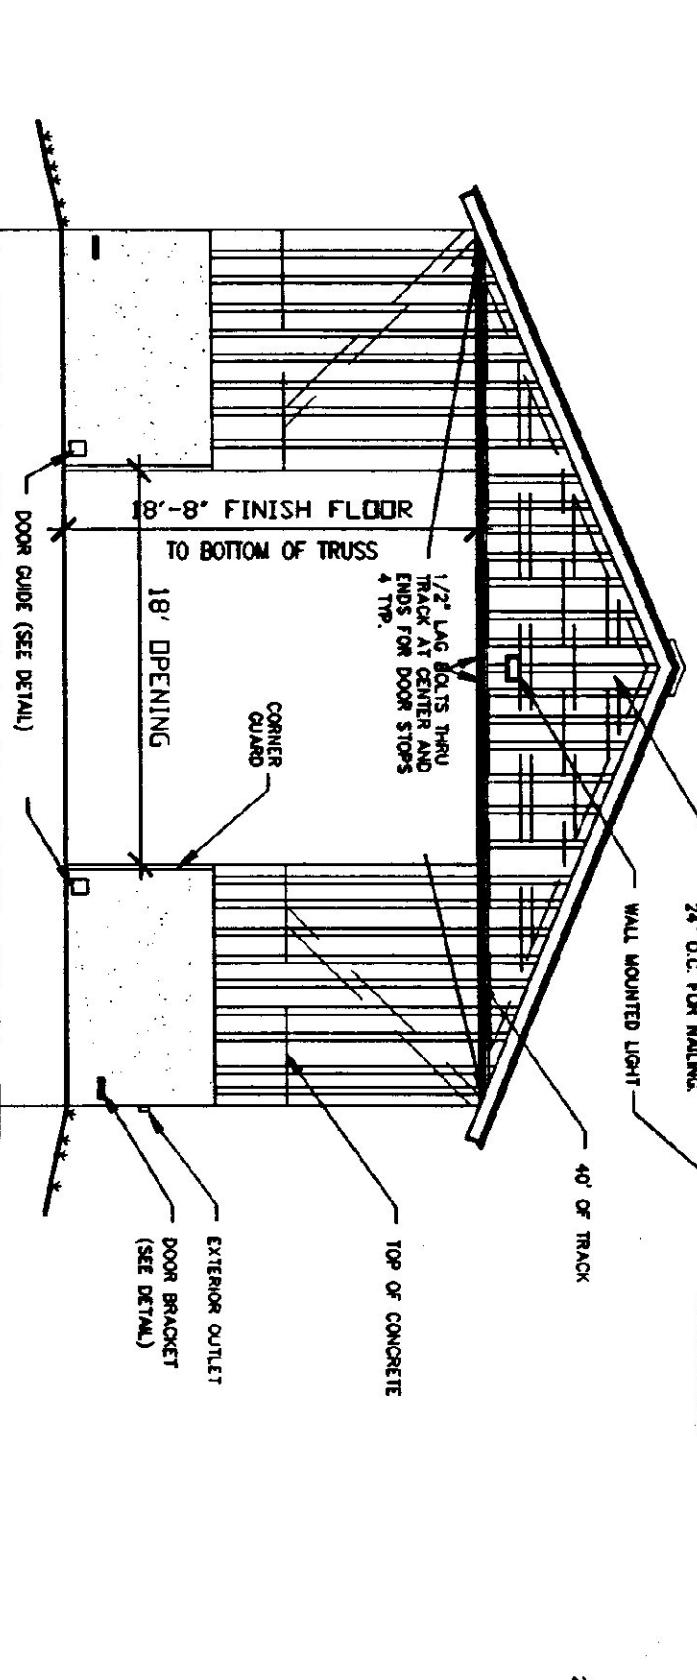 24" O.C. FOR NAILING.
WALL MOUNTED LIGHT
40' OF TRACK
1/2" LAG BOLTS THRU
TRACK AT CENTER AND
ENDS FOR DOOR STOPS
4 TYP.
18'-8" FINISH FLOOR
TO BOTTOM OF TRUSS
18' OPENING
CORNER
GUARD
DOOR GUIDE (SEE DETAIL)
TOP OF CONCRETE
EXTERIOR OUTLET
DOOR BRACKET
(SEE DETAIL)